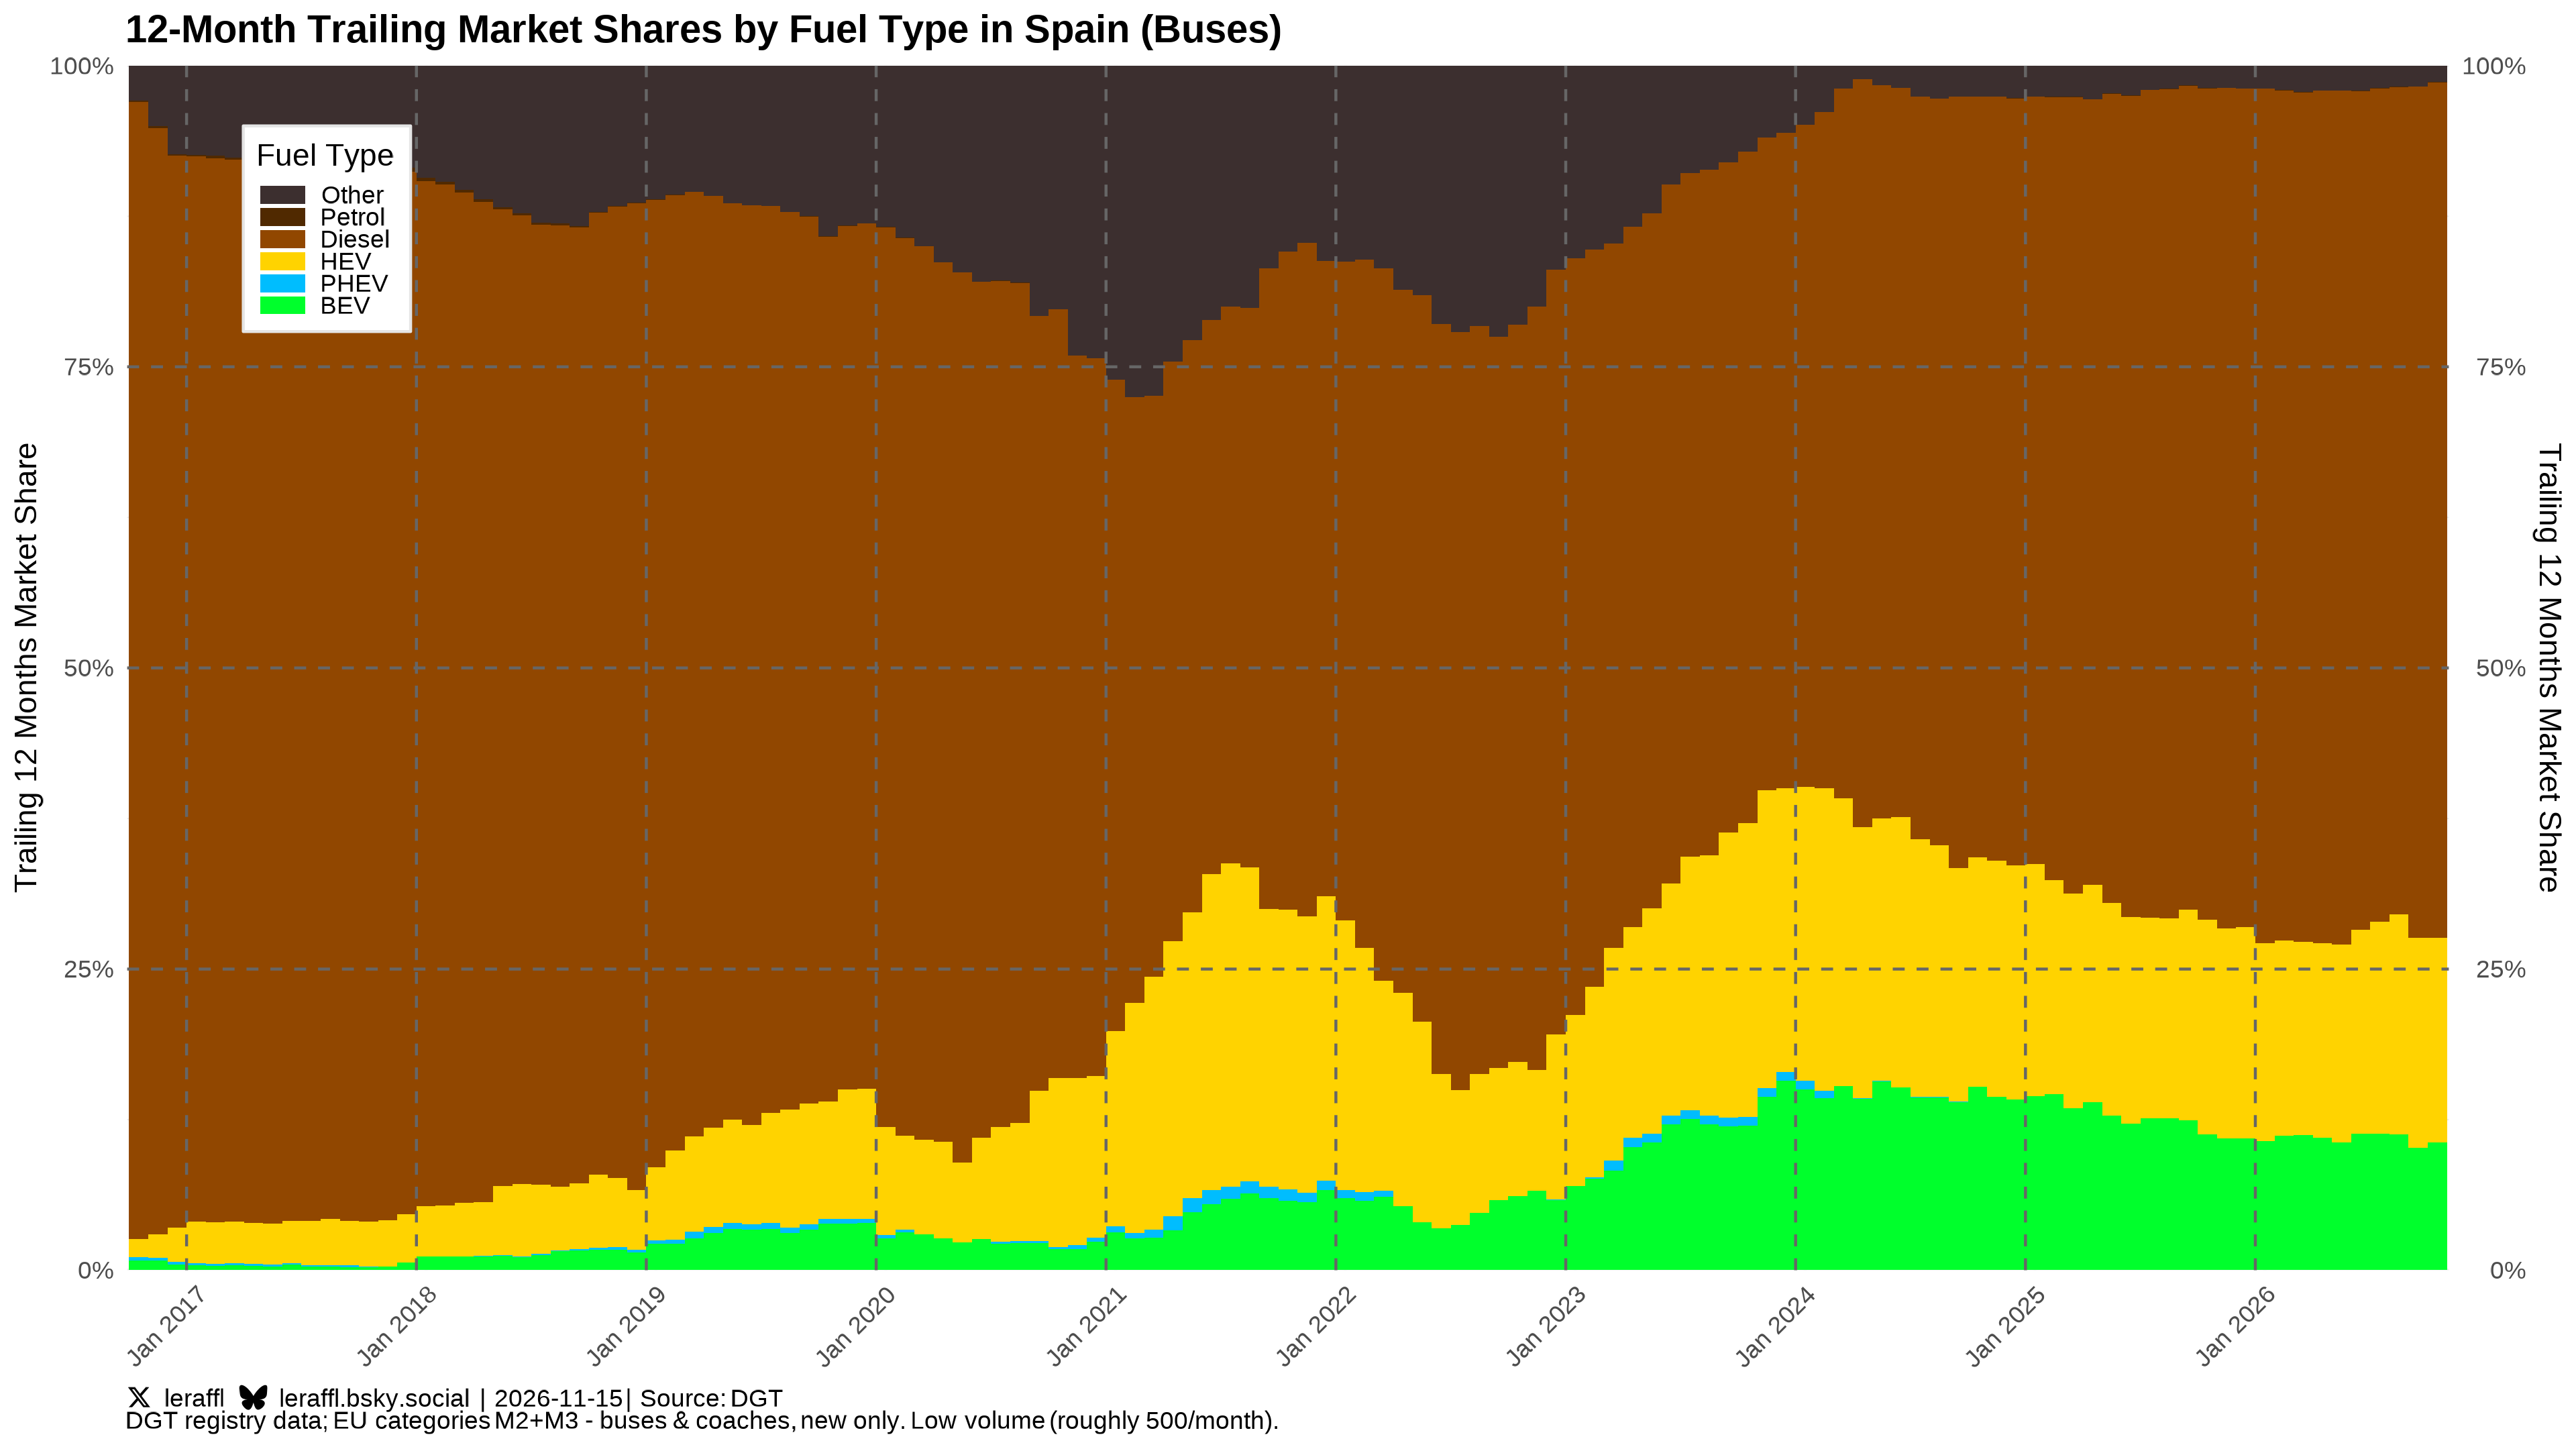 12-Month Trailing Market Shares by Fuel Type in Spain (Buses)
100%
75%
50%
25%
0%
Trailing 12 Months Market Share
Fuel Type
Other
Petrol
Diesel
HEV
PHEV
BEV
100%
75%
50%
25%
0%
Trailing 12 Months Market Share
Jan 2017
Jan 2018
Jan 2019
Jan 2020
Jan 2021
Jan 2022
Jan 2023
Jan 2024
Jan 2025
Jan 2026
leraffl leraffl.bsky.social | 2026-11-15| Source: DGT
DGT registry data; EU categories M2+M3 - buses & coaches, new only. Low volume (roughly 500/month).